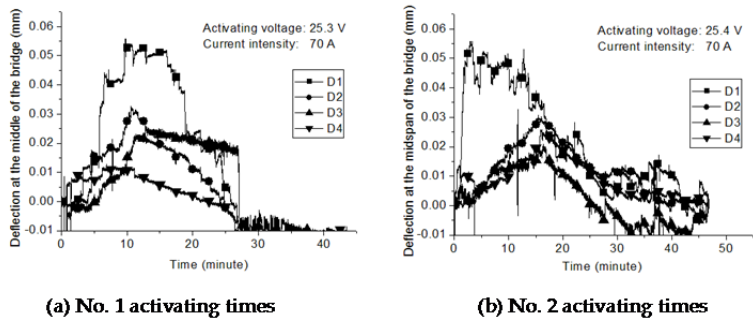 Deflection at the middle of the bridge (mm)
0.06
0.05
0.04
0.03
0.02
0.01
0.00
-0.01
Activating voltage: 25.3 V
Current intensity: 70 A
D1
D2
D3
D4
0 10 20 30 40
Time (minute)
(a) No. 1 activating times
Deflection at the midspan of the bridge (mm)
0.06
0.05
0.04
0.03
0.02
0.01
0.00
-0.01
Activating voltage: 25.4 V
Current intensity: 70 A
D1
D2
D3
D4
0 10 20 30 40 50
Time (minute)
(b) No. 2 activating times